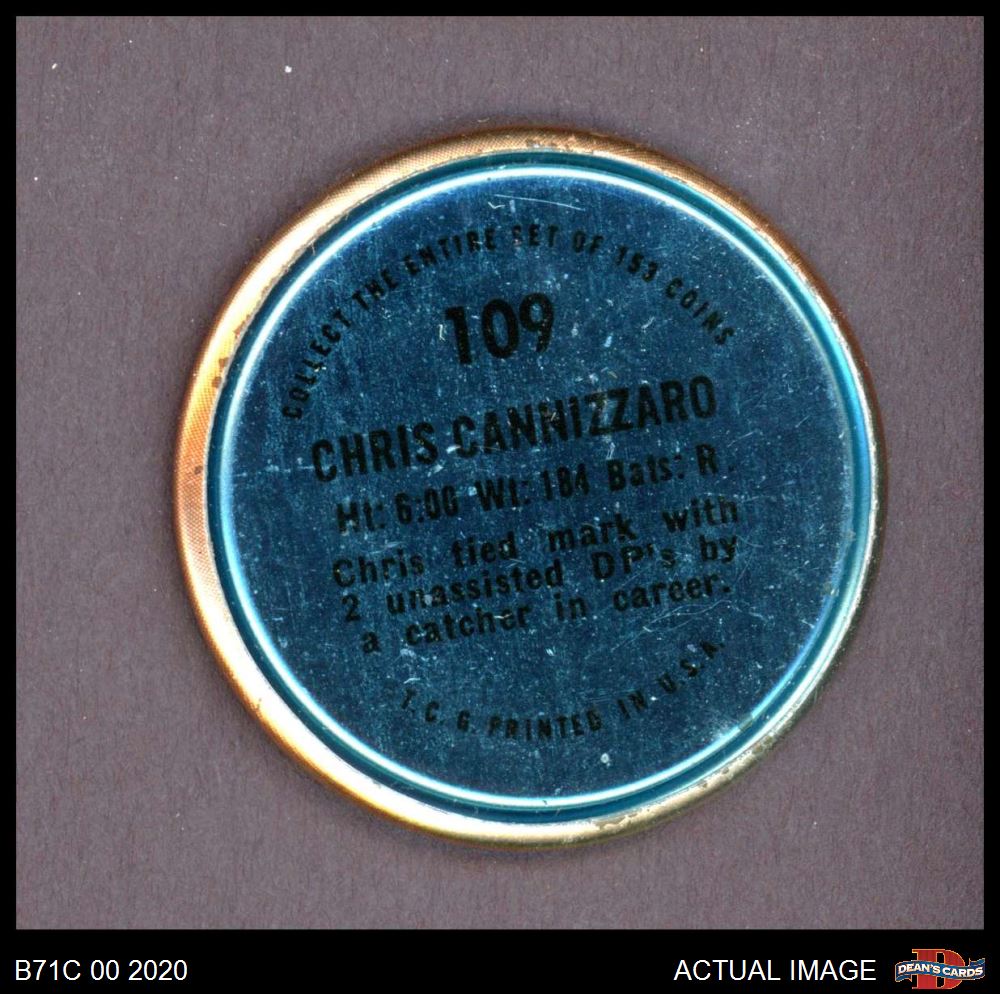 COLLECT THE ENTIRE SET OF 153 COINS
109
CHRIS CANNIZZARO
Ht: 6:00 Wt: 184 Bats: R.
Chris tied mark with
2 unassisted DP's by
a catcher in career.
T.C.G. PRINTED IN U.S.A.
B71C 00 2020
ACTUAL IMAGE
DEAN'S CARDS